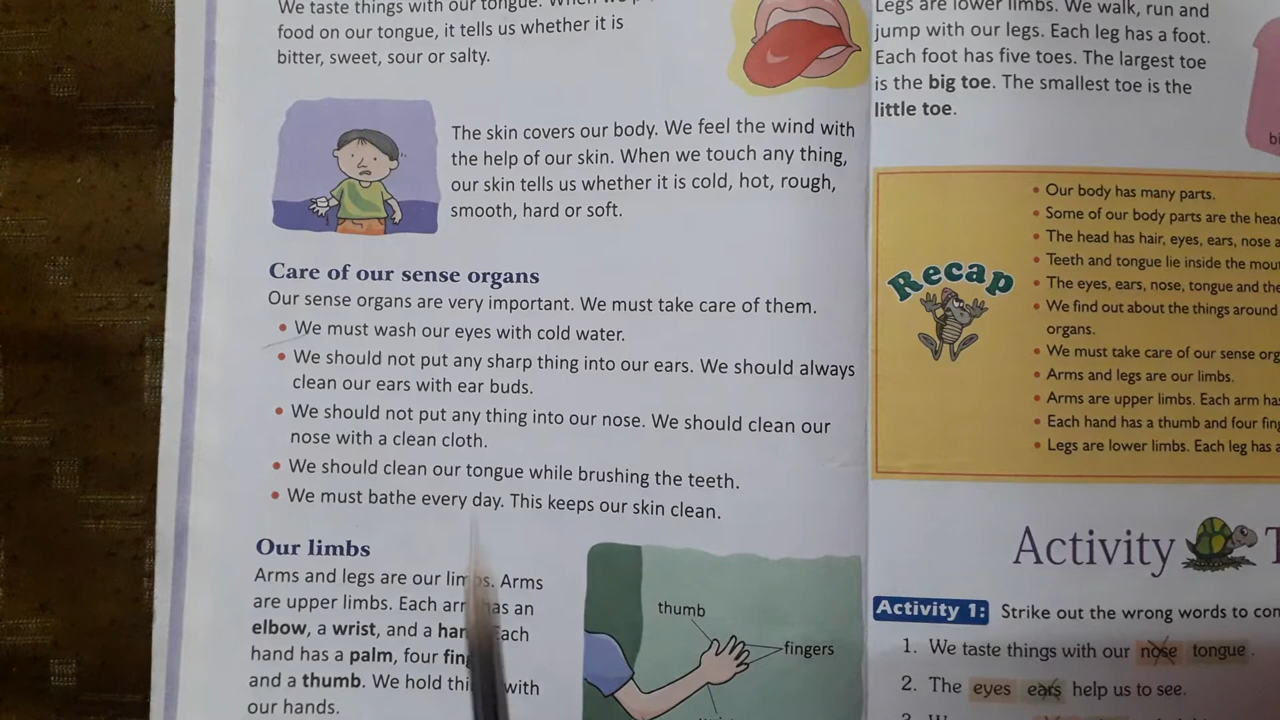 We taste things with our tongue. When we
food on our tongue, it tells us whether it is
bitter, sweet, sour or salty.
The skin covers our body. We feel the wind with
the help of our skin. When we touch any thing,
our skin tells us whether it is cold, hot, rough,
smooth, hard or soft.
Care of our sense organs
Our sense organs are very important. We must take care of them.
• We must wash our eyes with cold water.
• We should not put any sharp thing into our ears. We should always
clean our ears with ear buds.
• We should not put any thing into our nose. We should clean our
nose with a clean cloth.
• We should clean our tongue while brushing the teeth.
• We must bathe every day. This keeps our skin clean.
Our limbs
Arms and legs are our limbs. Arms
are upper limbs. Each arm has an
elbow, a wrist, and a hand. Each
hand has a palm, four
and a thumb. We hold with
our hands.
thumb
fingers
Legs are lower limbs. We walk, run and
jump with our legs. Each leg has a foot.
Each foot has five toes. The largest toe
is the big toe. The smallest toe is the
little toe.
Recap
• Our body has many parts.
• Some of our body parts are the
• The head has hair, eyes, ears, nose
• Teeth and tongue lie inside the
• The eyes, ears, nose, tongue and
• We find out about the things around
organs.
• We must take care of our sense
• Arms and legs are our limbs.
• Arms are upper limbs. Each arm
• Each hand has a thumb and four
• Legs are lower limbs. Each leg has
Activity
Activity 1: Strike out the wrong words to
1. We taste things with our nose tongue.
2. The eyes ears help us to see.